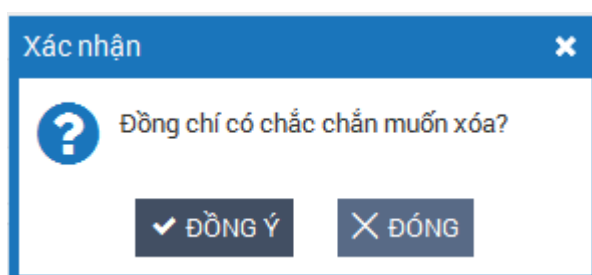 Xác nhận
Đồng chí có chắc chắn muốn xóa?
ĐỒNG Ý
ĐÓNG